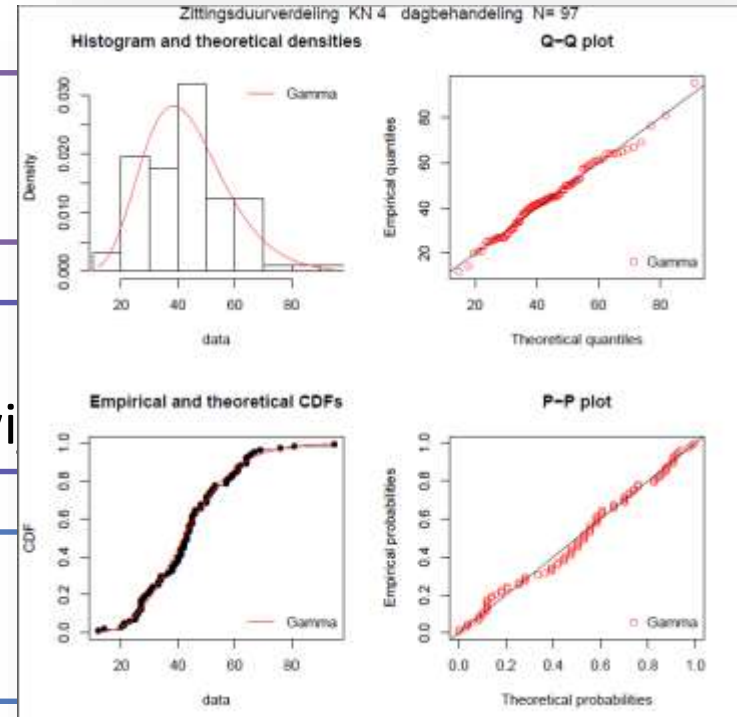 Zittingsduurverdeling KN 4 dagbehandeling N= 97
Histogram and theoretical densities
Density
0.000 0.010 0.020 0.030
Gamma
20 40 60 80
data
Q−Q plot
Empirical quantiles
20 40 60 80
Gamma
20 40 60 80
Theoretical quantiles
Empirical and theoretical CDFs
CDF
0.0 0.2 0.4 0.6 0.8 1.0
Gamma
20 40 60 80
data
P−P plot
Empirical probabilities
0.0 0.2 0.4 0.6 0.8 1.0
Gamma
0.0 0.2 0.4 0.6 0.8 1.0
Theoretical probabilities